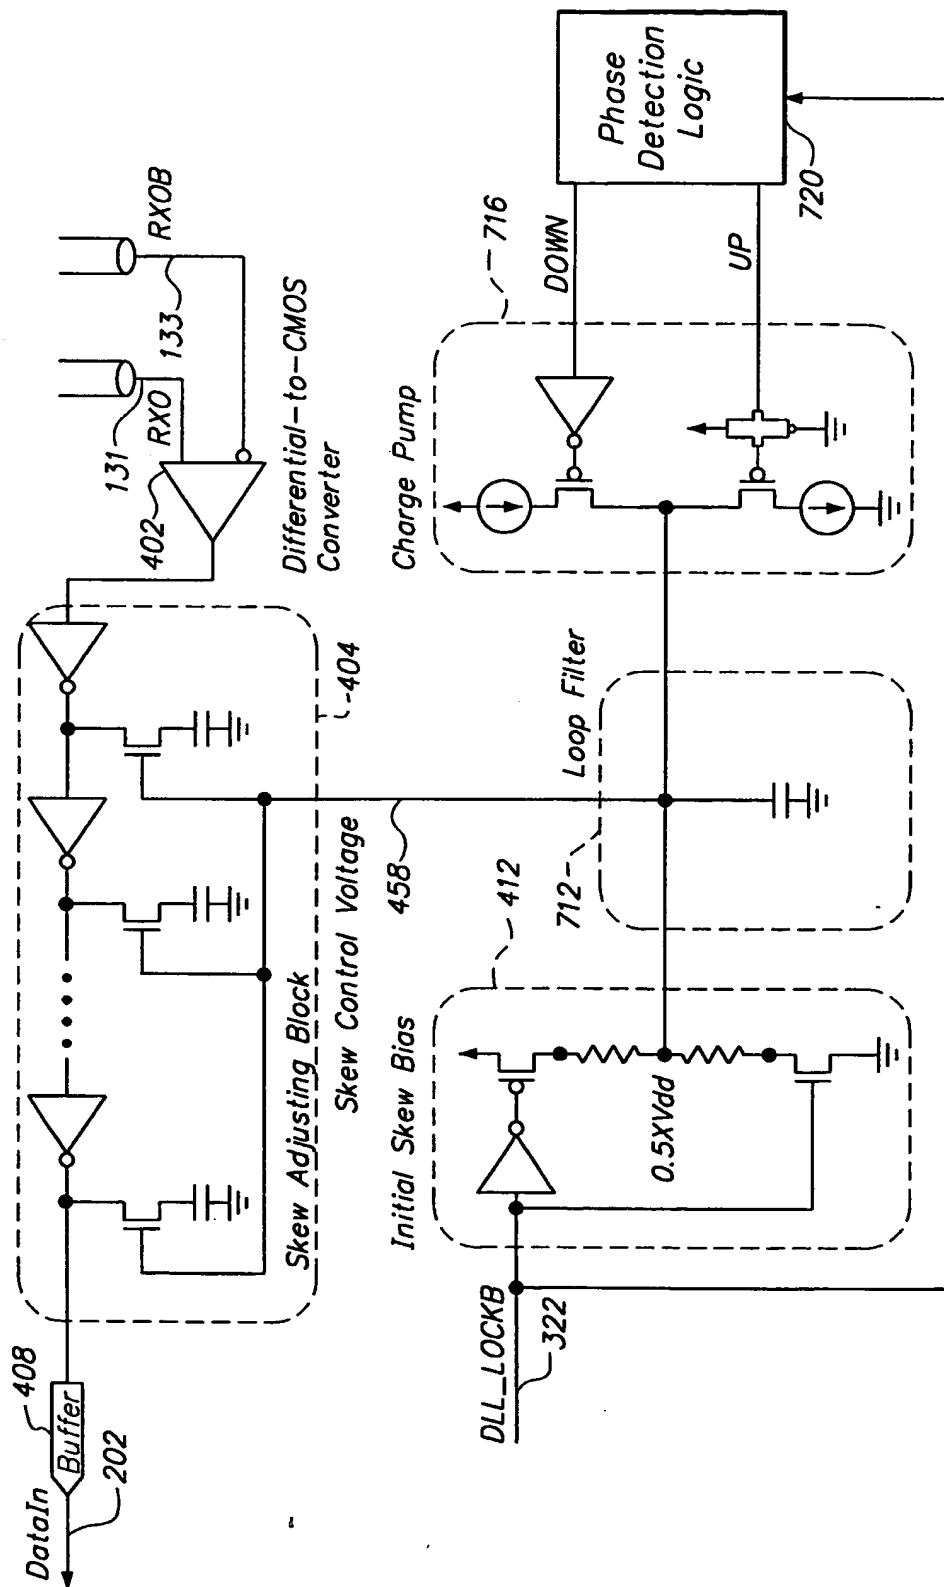 DataIn
202
408
Buffer
Skew Adjusting Block
404
402
131
RX0
133
RX0B
Differential-to-CMOS
Converter
Skew Control Voltage
458
DLL_LOCKB
322
Initial Skew Bias
412
0.5XVdd
Loop Filter
712
Charge Pump
716
DOWN
UP
Phase
Detection
Logic
720